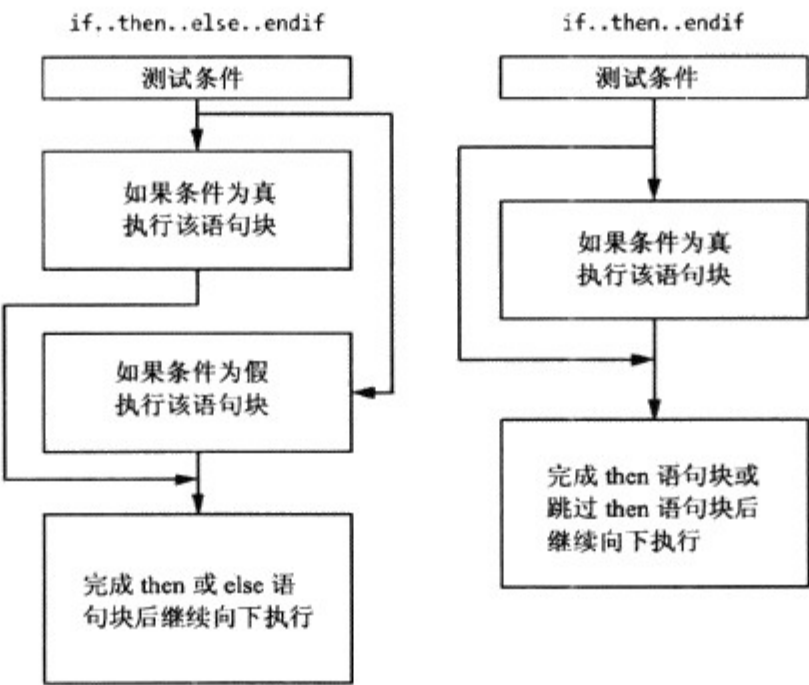 if..then..else..endif
测试条件
如果条件为真
执行该语句块
如果条件为假
执行该语句块
完成 then 或 else 语
句块后继续向下执行
if..then..endif
测试条件
如果条件为真
执行该语句块
完成 then 语句块或
跳过 then 语句块后
继续向下执行